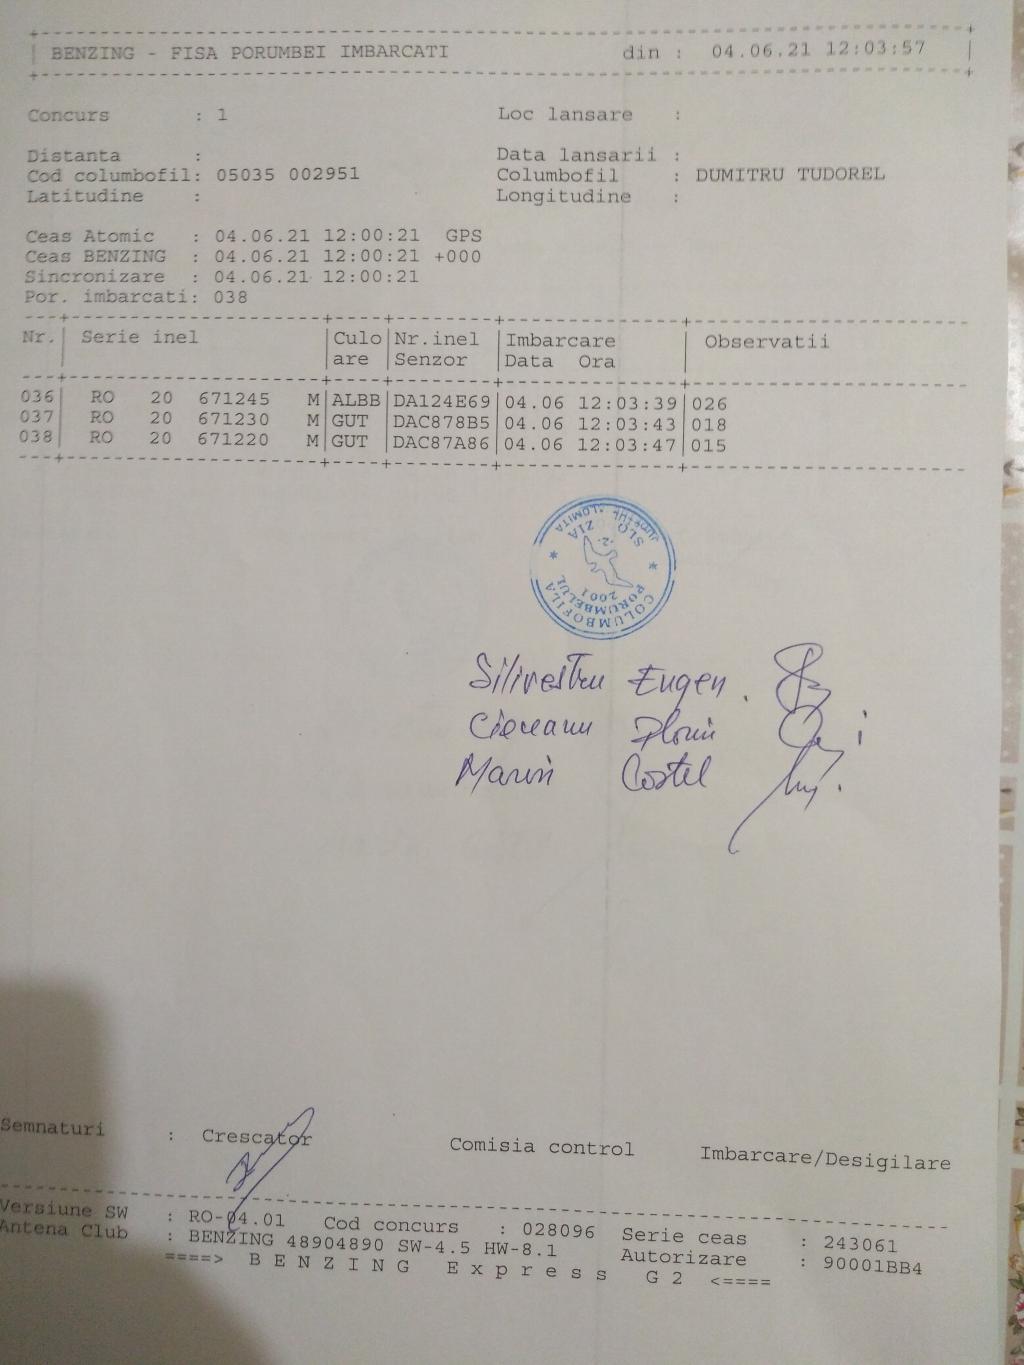 BENZING - FISA PORUMBEI IMBARCATI din : 04.06.21 12:03:57
Concurs : 1 Loc lansare :
Distanta : Data lansarii :
Cod columbofil: 05035 002951 Columbofil : DUMITRU TUDOREL
Latitudine : Longitudine :
Ceas Atomic : 04.06.21 12:00:21 GPS
Ceas BENZING : 04.06.21 12:00:21 +000
Sincronizare : 04.06.21 12:00:21
Por. imbarcati: 038
Nr. Serie inel Culo Nr.inel Imbarcare Observatii
are Senzor Data Ora
036 RO 20 671245 M ALBB DA124E69 04.06 12:03:39 026
037 RO 20 671230 M GUT DAC878B5 04.06 12:03:43 018
038 RO 20 671220 M GUT DAC87A86 04.06 12:03:47 015
COLUMBOFILA
PORUMBELUL
2001
Silivestru Eugen
Florin
Marin Costel
Semnaturi : Crescator Comisia control Imbarcare/Desigilare
Versiune SW : RO-04.01 Cod concurs : 028096 Serie ceas : 243061
Antena Club : BENZING 48904890 SW-4.5 HW-8.1 Autorizare : 90001BB4
====> B E N Z I N G E x p r e s s G 2 <====